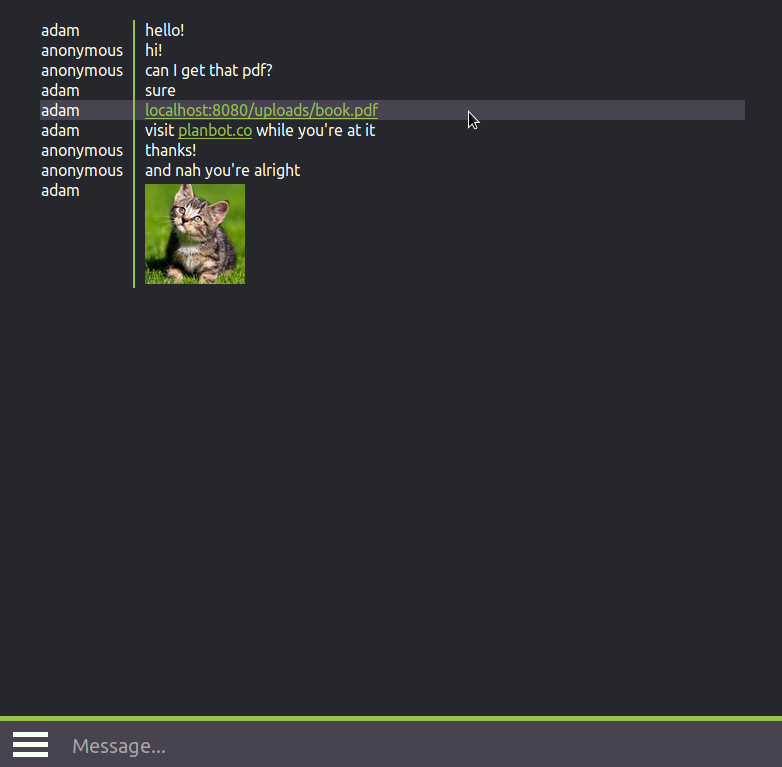 adam hello!
anonymous hi!
anonymous can I get that pdf?
adam sure
adam localhost:8080/uploads/book.pdf
adam visit planbot.co while you're at it
anonymous thanks!
anonymous and nah you're alright
adam
Message...